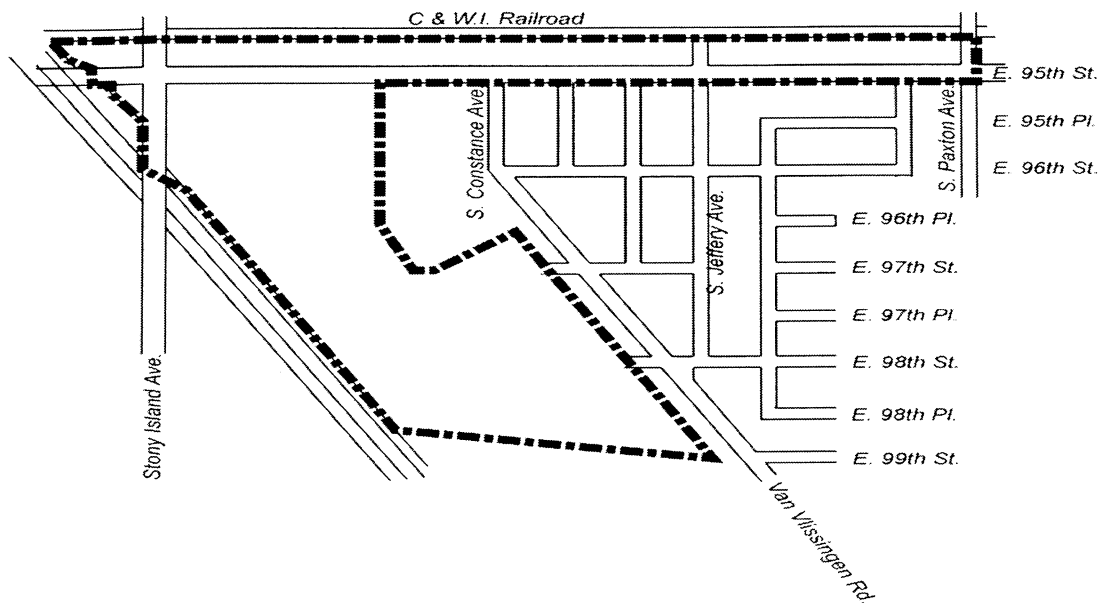 C & W.I. Railroad
E. 95th St.
S. Constance Ave.
S. Paxton Ave.
E. 95th Pl.
E. 96th St.
S. Jeffery Ave.
E. 96th Pl.
E. 97th St.
E. 97th Pl.
E. 98th St.
Stony Island Ave.
E. 98th Pl.
E. 99th St.
Van Vlissingen Rd.